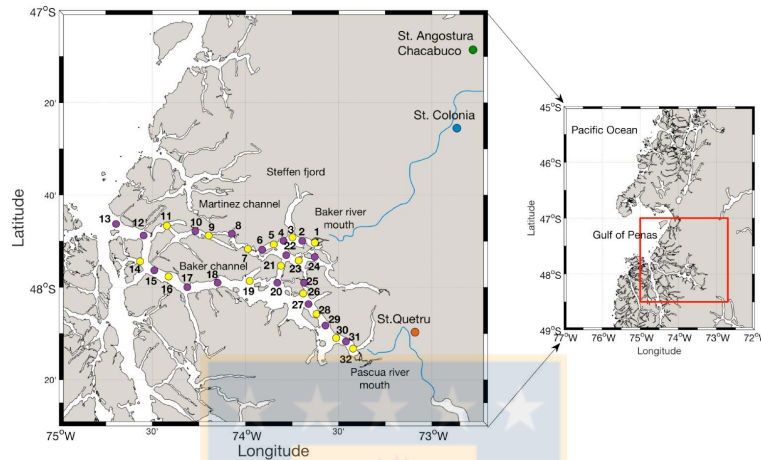 47°S
St. Angostura
Chacabuco
20'
St. Colonia
Steffen fjord
40'
Martinez channel
Baker river
mouth
13
12
11
10
9
8
7
6
5
4
3
2
1
22
21
23
24
Baker channel
14
15
16
17
18
19
20
25
26
27
28
29
30
31
32
48°S
St.Quetru
Pascua river
mouth
20'
Latitude
75°W
30'
74°W
30'
73°W
Longitude
45°S
Pacific Ocean
46°S
47°S
Gulf of Penas
48°S
49°S
Latitude
77°W
76°W
75°W
74°W
73°W
72°W
Longitude